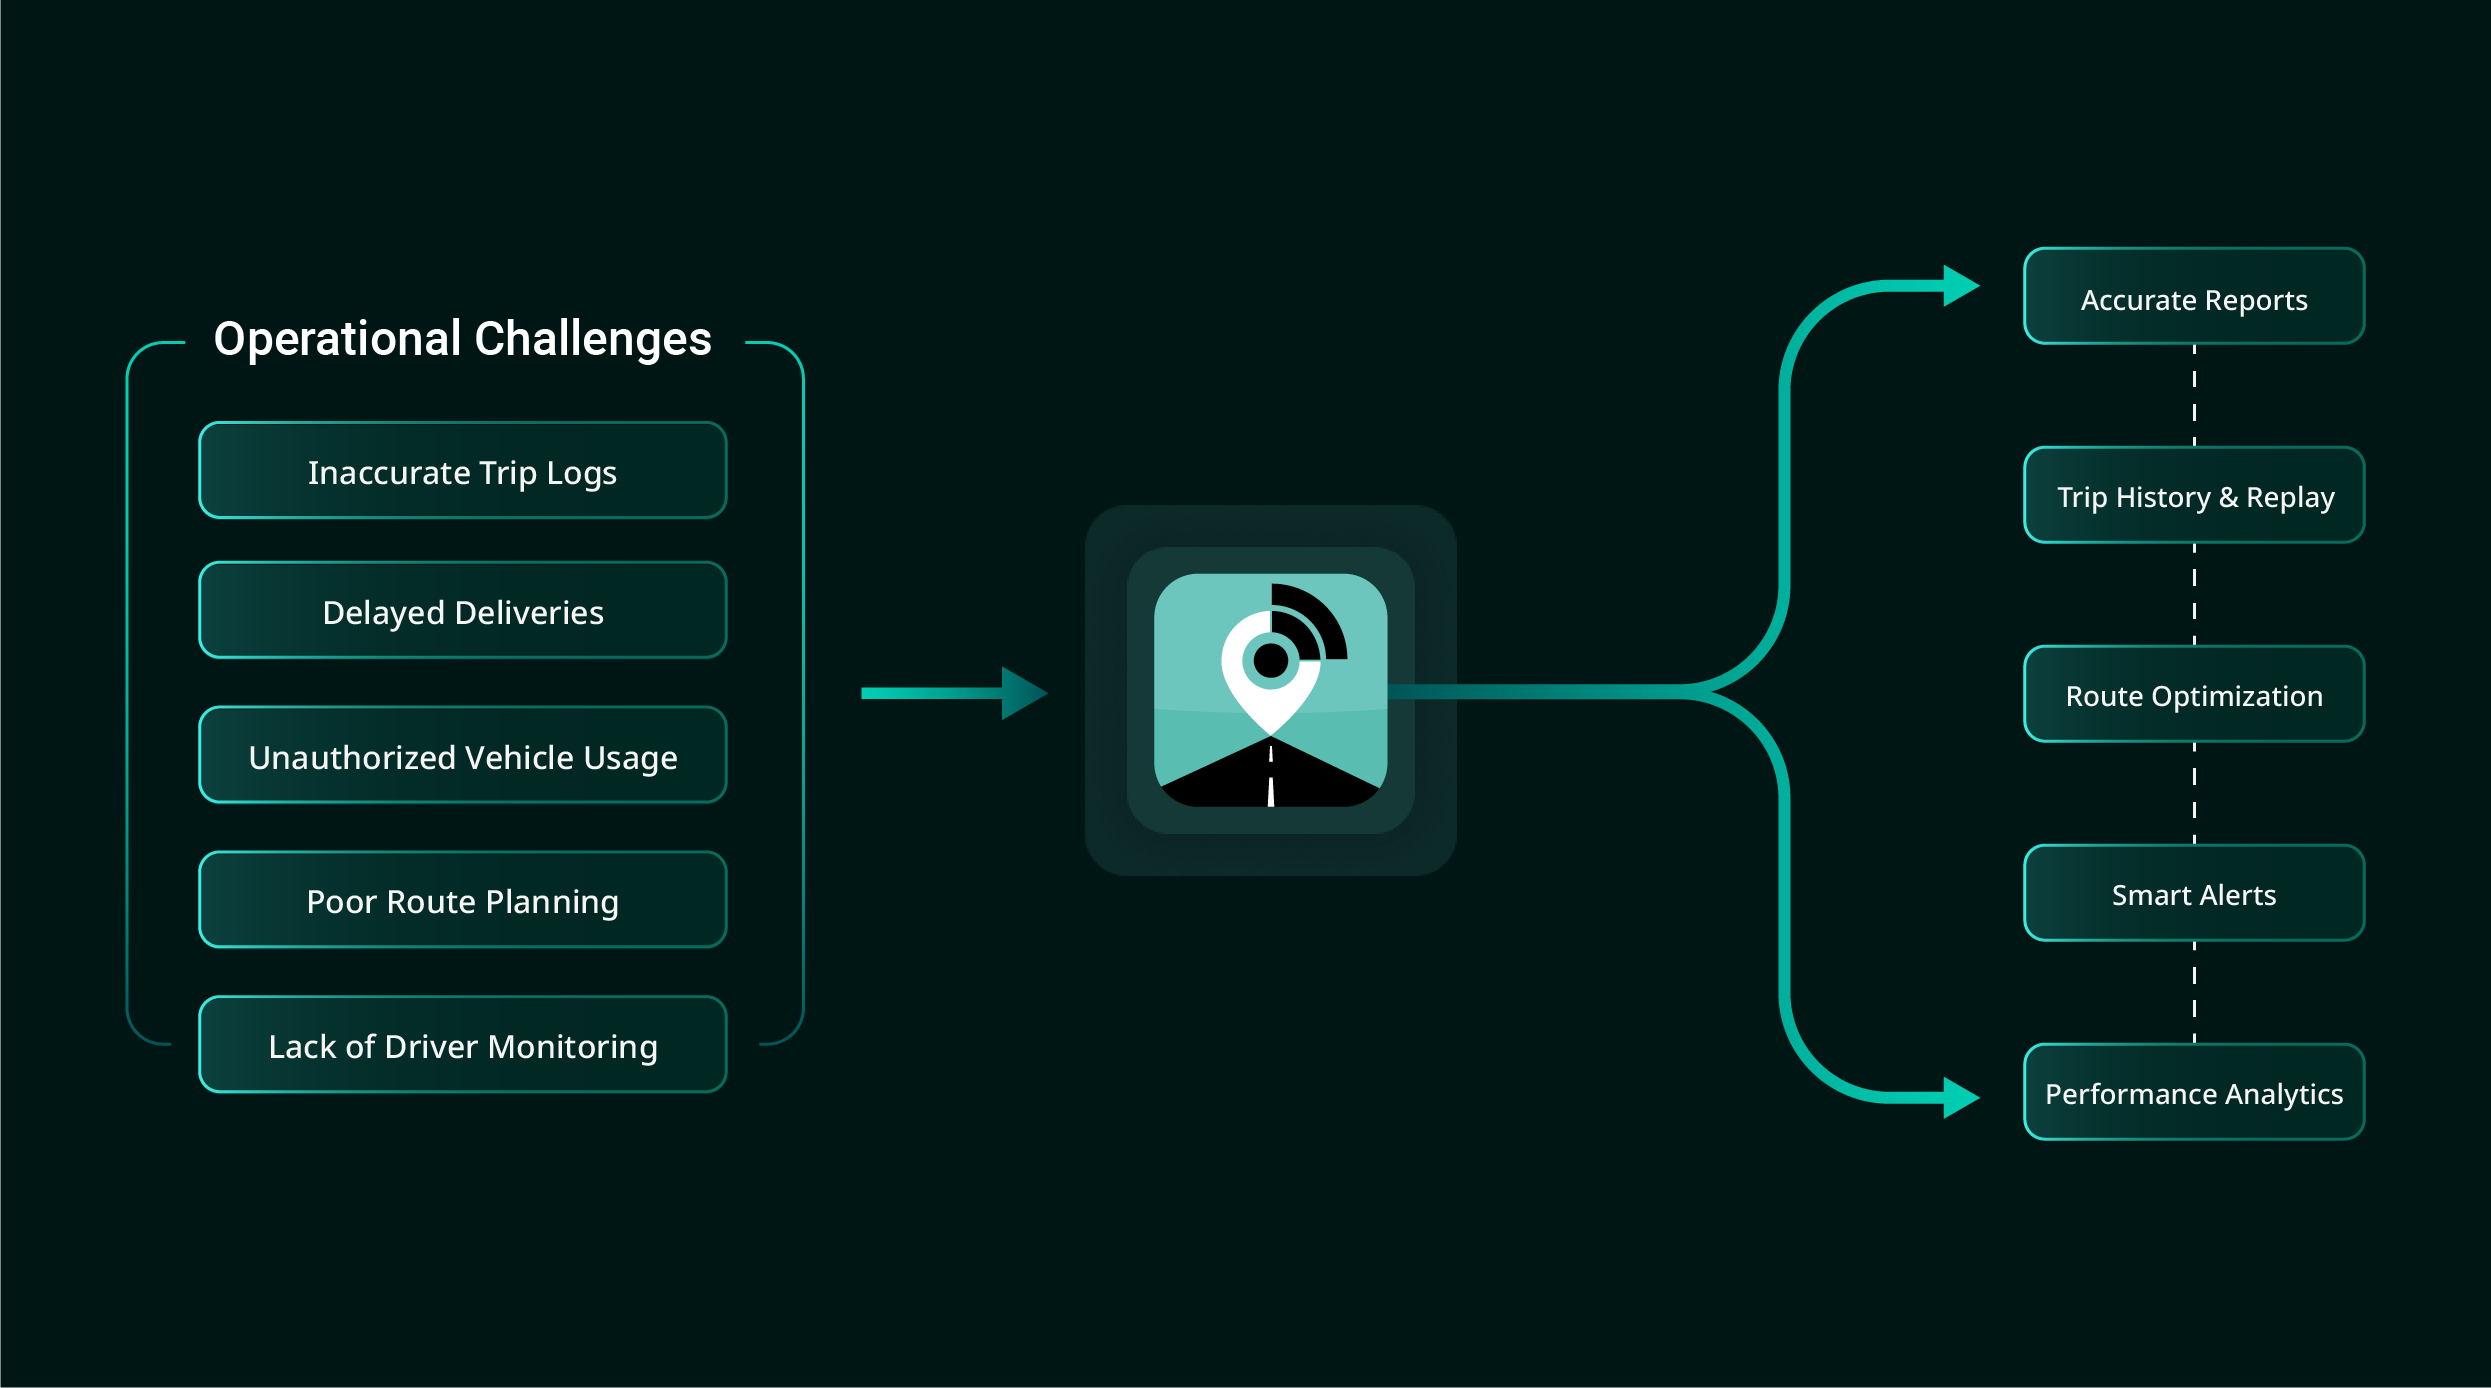 Operational Challenges
Inaccurate Trip Logs
Delayed Deliveries
Unauthorized Vehicle Usage
Poor Route Planning
Lack of Driver Monitoring
Accurate Reports
Trip History & Replay
Route Optimization
Smart Alerts
Performance Analytics